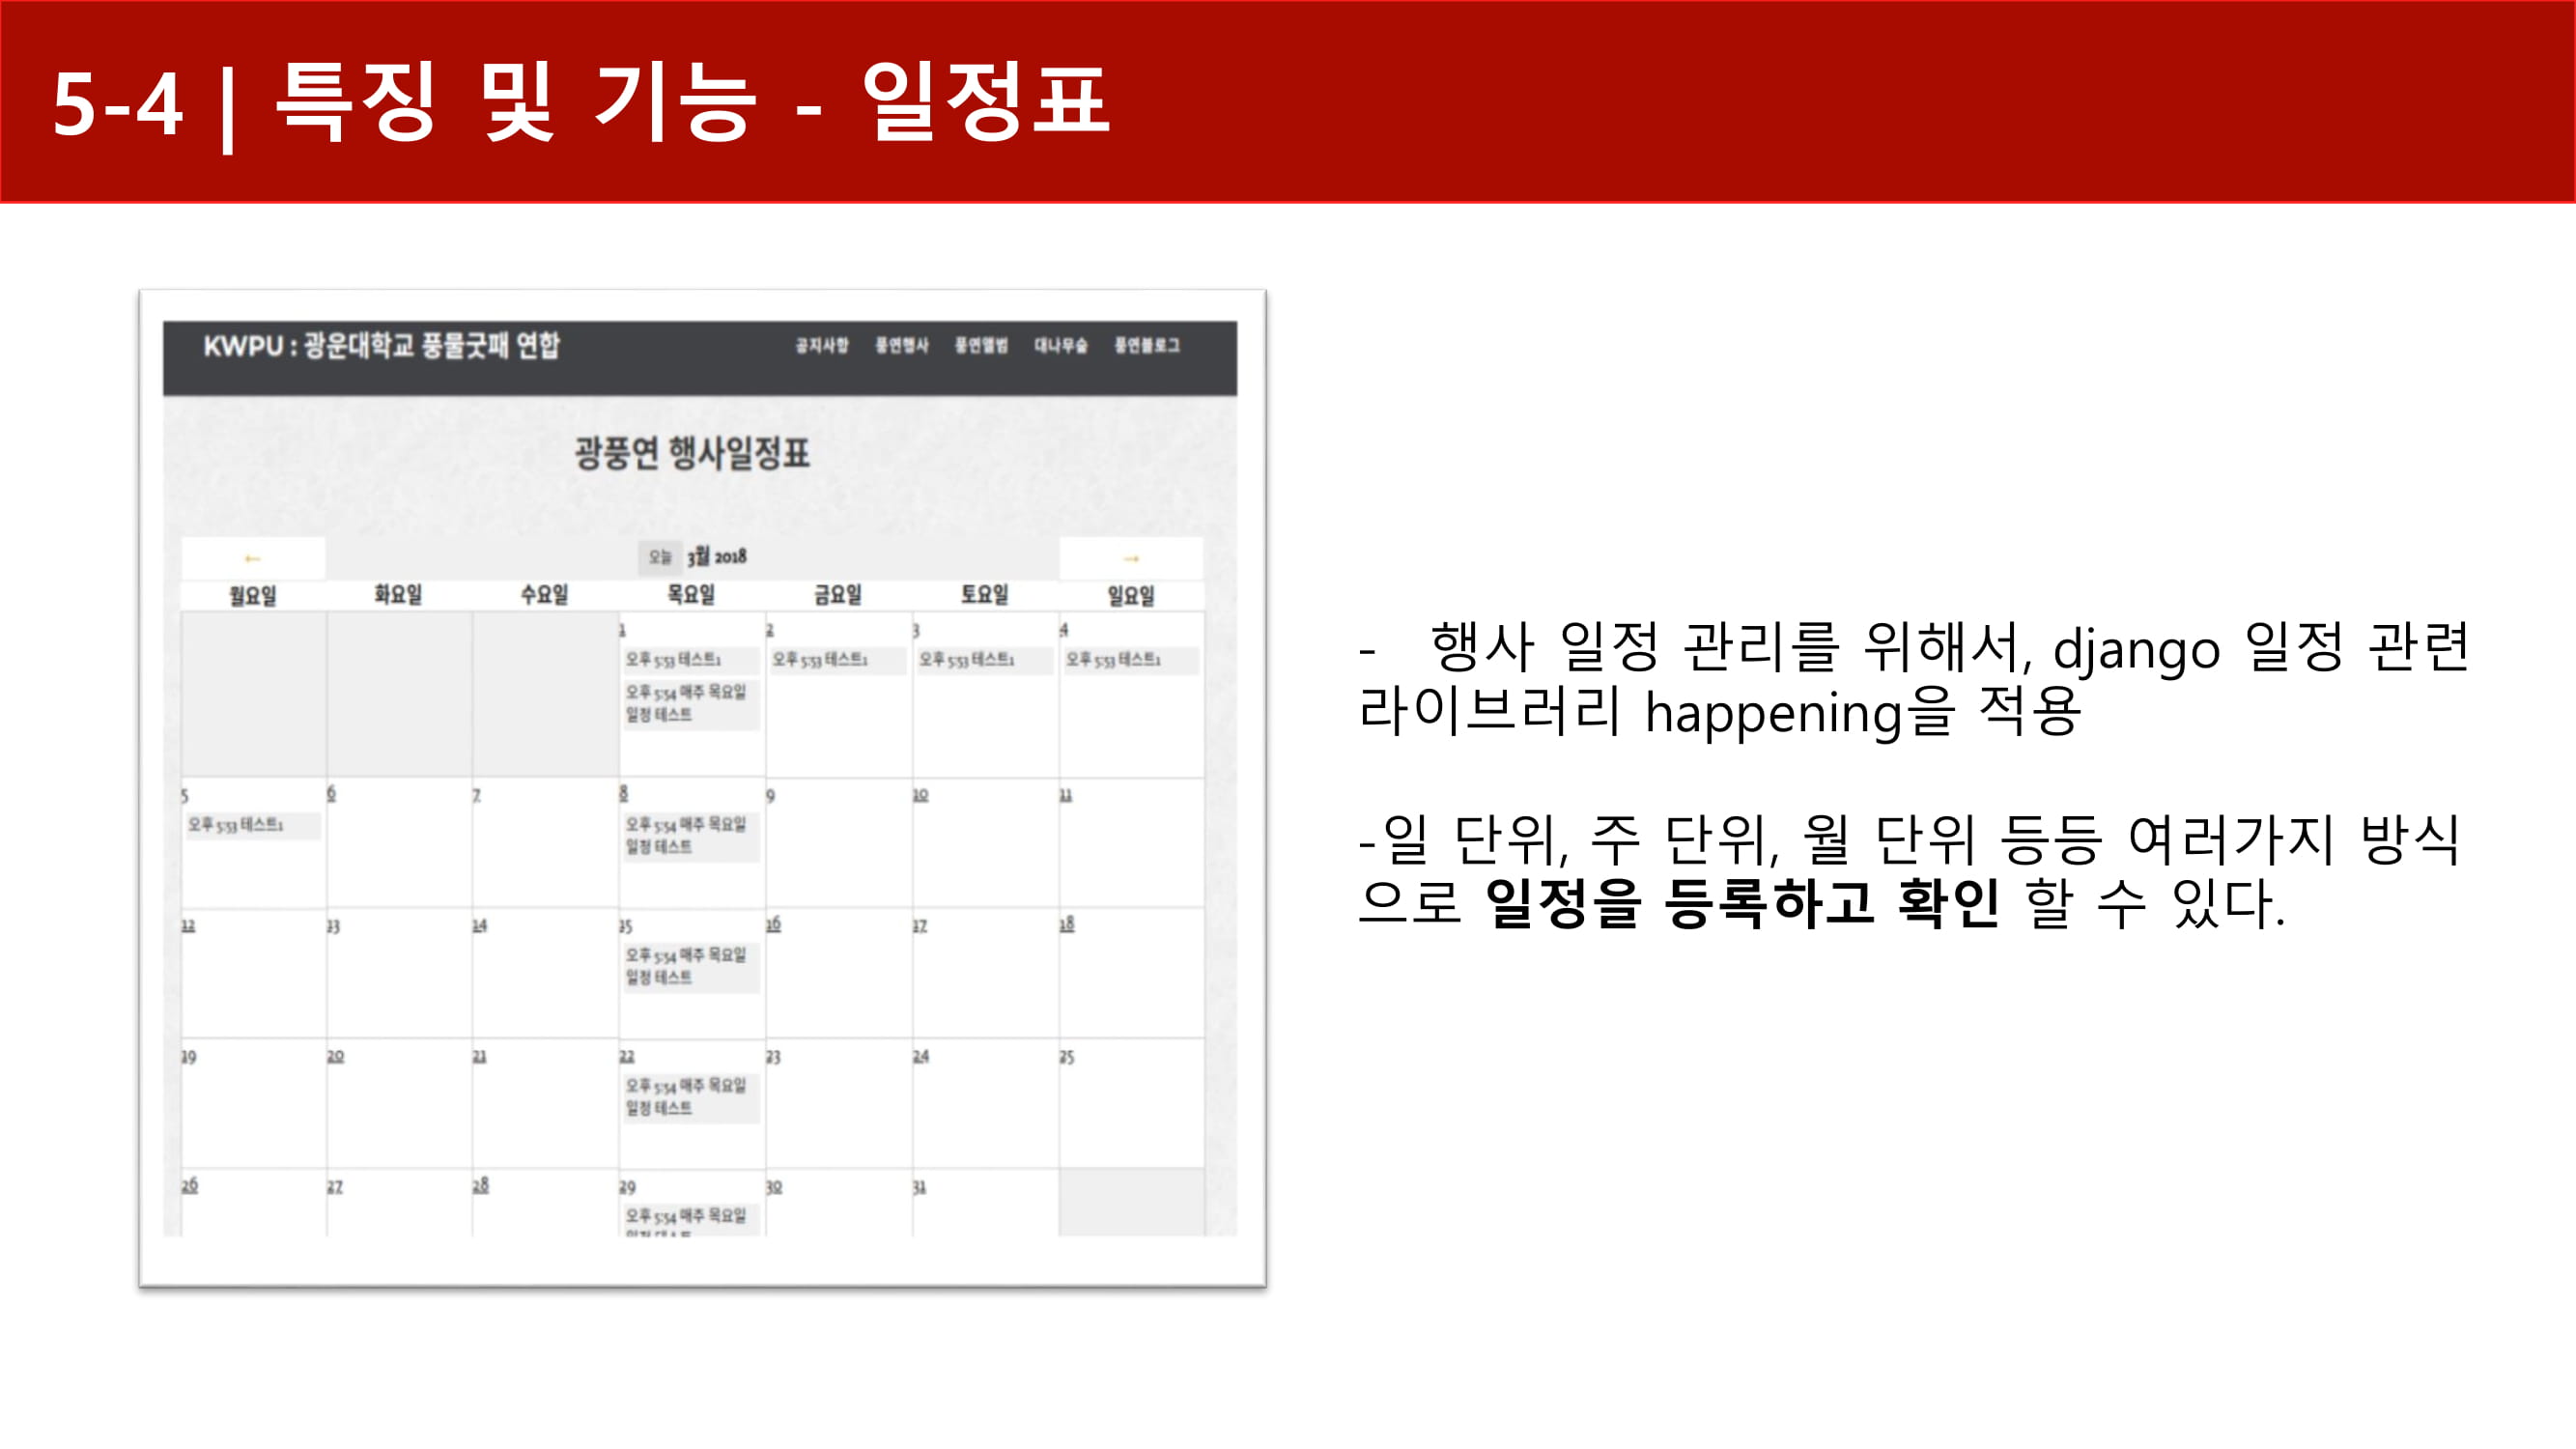 5-4 | 특징 및 기능 - 일정표
KWPU : 광운대학교 풍물굿패 연합
공지사항 풍연행사 풍연앨범 대나무숲 풍연블로그
광풍연 행사일정표
← 오늘 3월 2018 →
월요일 화요일 수요일 목요일 금요일 토요일 일요일
1 2 3 4
오후 5:53 테스트1 오후 5:53 테스트1 오후 5:53 테스트1 오후 5:53 테스트1
오후 5:54 매주 목요일
일정 테스트
5 6 7 8 9 10 11
오후 5:53 테스트1 오후 5:54 매주 목요일
일정 테스트
12 13 14 15 16 17 18
오후 5:54 매주 목요일
일정 테스트
19 20 21 22 23 24 25
오후 5:54 매주 목요일
일정 테스트
26 27 28 29 30 31
오후 5:54 매주 목요일
- 행사 일정 관리를 위해서, django 일정 관련
라이브러리 happening을 적용
-일 단위, 주 단위, 월 단위 등등 여러가지 방식
으로 일정을 등록하고 확인 할 수 있다.